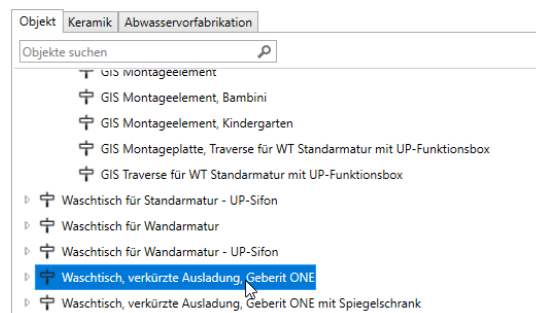 Objekt Keramik Abwasservorfabrikation
Objekte suchen
GIS Montageelement
GIS Montageelement, Bambini
GIS Montageelement, Kindergarten
GIS Montageplatte, Traverse für WT Standarmatur mit UP-Funktionsbox
GIS Traverse für WT Standarmatur mit UP-Funktionsbox
Waschtisch für Standarmatur - UP-Sifon
Waschtisch für Wandarmatur
Waschtisch für Wandarmatur - UP-Sifon
Waschtisch, verkürzte Ausladung, Geberit ONE
Waschtisch, verkürzte Ausladung, Geberit ONE mit Spiegelschrank